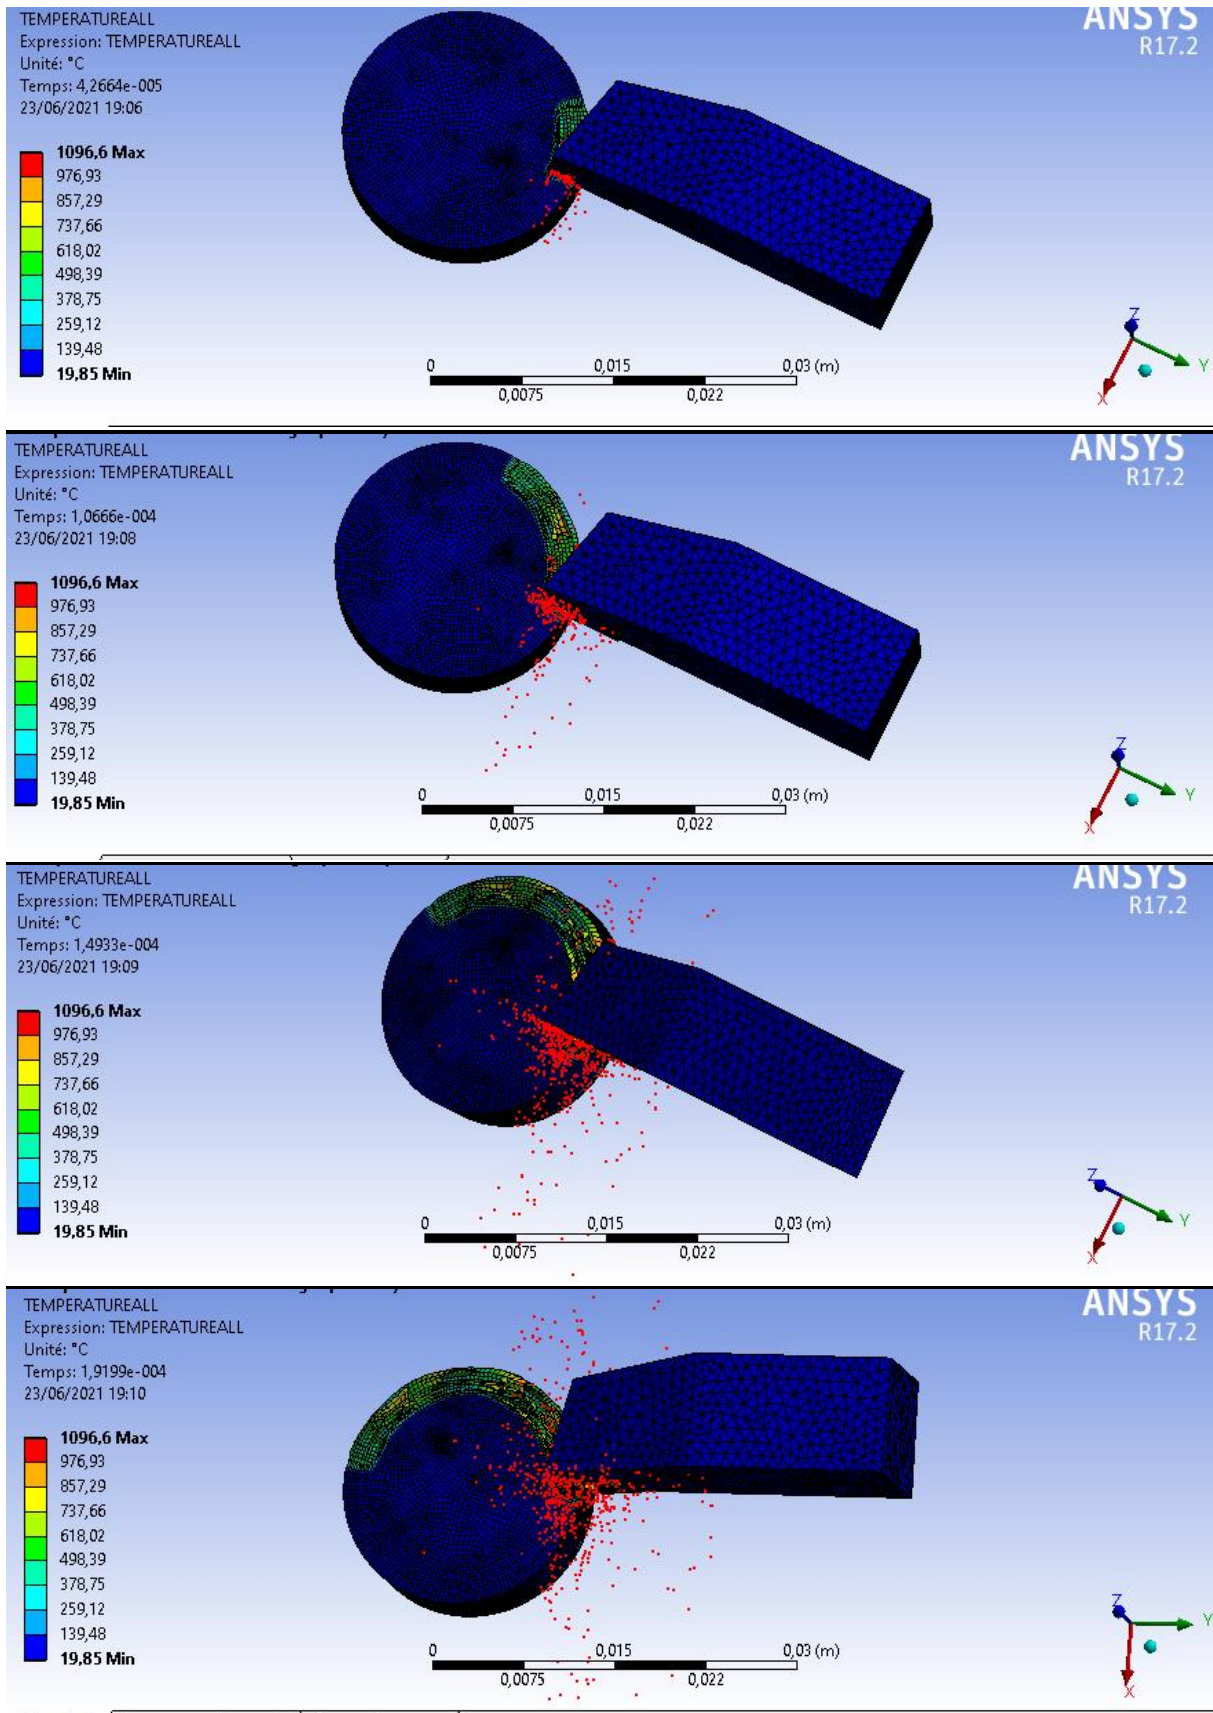 TEMPERATUREALL
Expression: TEMPERATUREALL
Unité: °C
Temps: 4,2664e-005
23/06/2021 19:06
ANSYS
R17.2
1096,6 Max
976,93
857,29
737,66
618,02
498,39
378,75
259,12
139,48
19,85 Min
0 0,015 0,03 (m)
0,0075 0,022
Z
Y
X
TEMPERATUREALL
Expression: TEMPERATUREALL
Unité: °C
Temps: 1,0666e-004
23/06/2021 19:08
ANSYS
R17.2
1096,6 Max
976,93
857,29
737,66
618,02
498,39
378,75
259,12
139,48
19,85 Min
0 0,015 0,03 (m)
0,0075 0,022
Z
Y
X
TEMPERATUREALL
Expression: TEMPERATUREALL
Unité: °C
Temps: 1,4933e-004
23/06/2021 19:09
ANSYS
R17.2
1096,6 Max
976,93
857,29
737,66
618,02
498,39
378,75
259,12
139,48
19,85 Min
0 0,015 0,03 (m)
0,0075 0,022
Z
Y
X
TEMPERATUREALL
Expression: TEMPERATUREALL
Unité: °C
Temps: 1,9199e-004
23/06/2021 19:10
ANSYS
R17.2
1096,6 Max
976,93
857,29
737,66
618,02
498,39
378,75
259,12
139,48
19,85 Min
0 0,015 0,03 (m)
0,0075 0,022
Z
Y
X